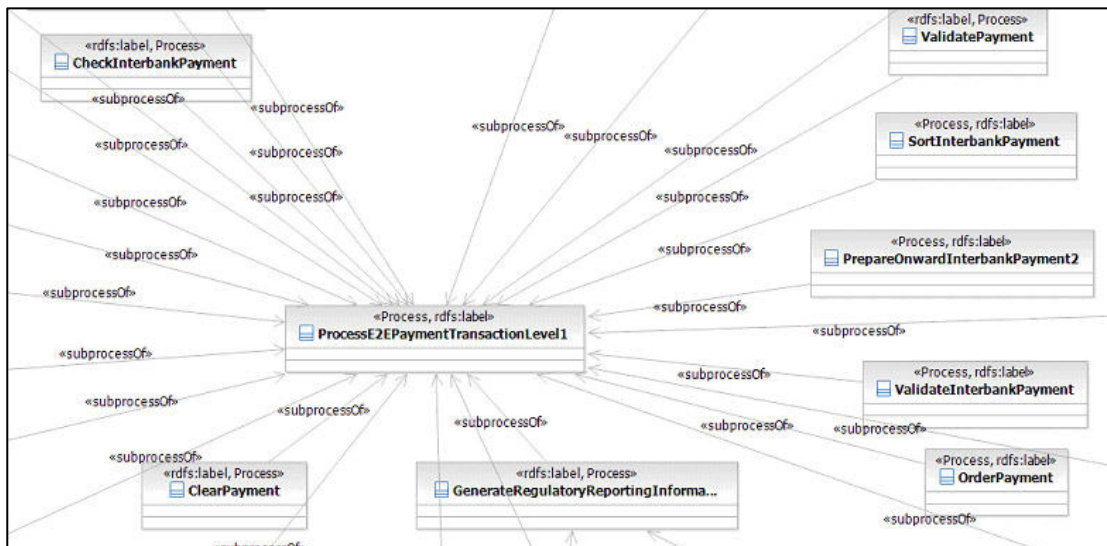 «rdfs:label, Process»
ValidatePayment
«rdfs:label, Process»
CheckInterbankPayment
«subprocessOf»
«subprocessOf»
«subprocessOf»
«subprocessOf»
«Process, rdfs:label»
SortInterbankPayment
«subprocessOf»
«subprocessOf»
«subprocessOf»
«subprocessOf»
«subprocessOf»
«subprocessOf»
«Process, rdfs:label»
PrepareOnwardInterbankPayment2
«subprocessOf»
«subprocessOf»
«subprocessOf»
«subprocessOf»
«Process, rdfs:label»
ProcessE2EPaymentTransactionLevel1
«subprocessOf»
«subprocessOf»
«Process, rdfs:label»
ValidateInterbankPayment
«subprocessOf»
«subprocessOf»
«subprocessOf»
«subprocessOf»
«subprocessOf»
«subprocessOf»
«subprocessOf»
«Process, rdfs:label»
OrderPayment
«rdfs:label, Process»
ClearPayment
«rdfs:label, Process»
GenerateRegulatoryReportingInforma...
«subprocessOf»
«subprocessOf»
«subprocessOf»
«subprocessOf»